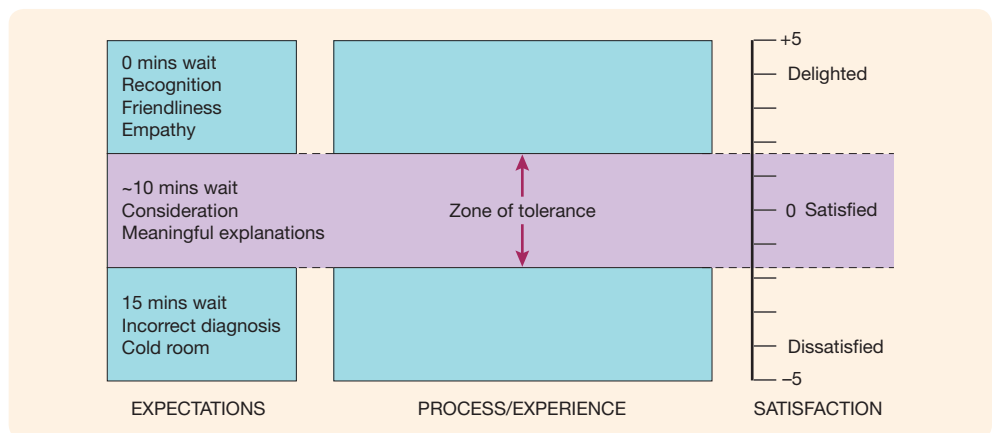 0 mins wait
Recognition
Friendliness
Empathy
~10 mins wait
Consideration
Meaningful explanations
15 mins wait
Incorrect diagnosis
Cold room
Zone of tolerance
+5
Delighted
0 Satisfied
Dissatisfied
–5
EXPECTATIONS
PROCESS/EXPERIENCE
SATISFACTION